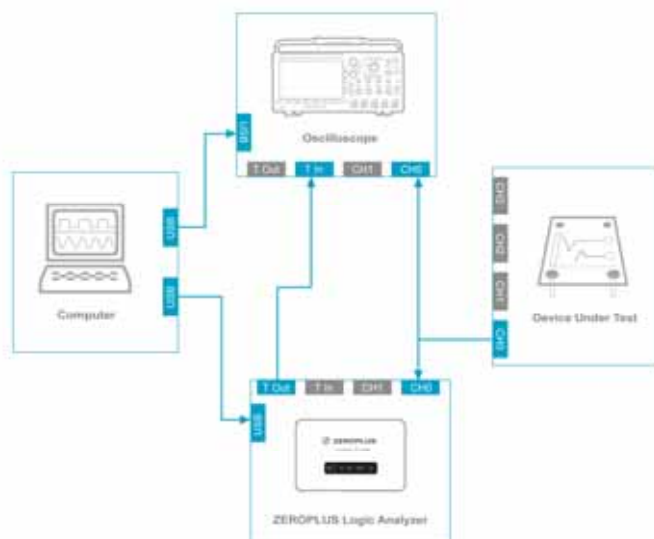 USB
Oscilloscope
T Out T In CH1 CH0
USB
USB
Computer
CH3
CH2
CH1
CH0
Device Under Test
T Out T In CH1 CH0
USB
ZEROPLUS
ZEROPLUS Logic Analyzer